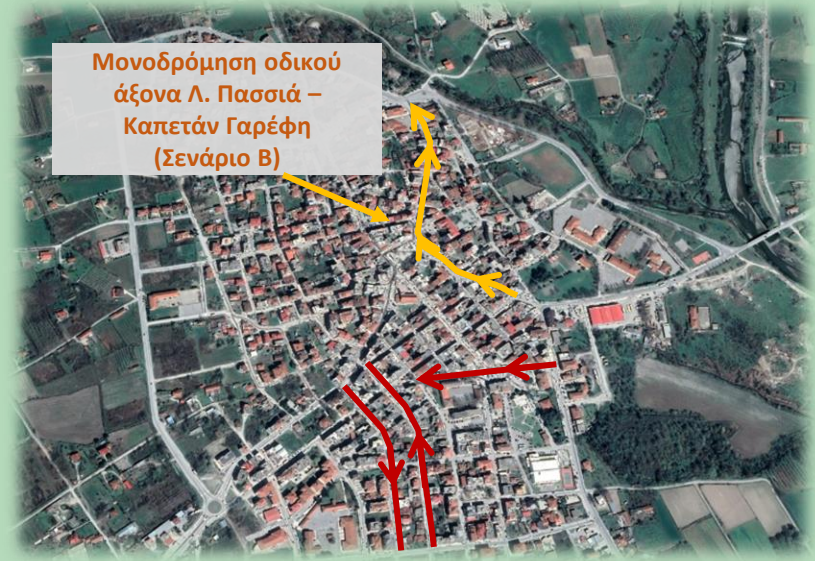 Μονοδρόμηση οδικού
άξονα Λ. Πασσιά –
Καπετάν Γαρέφη
(Σενάριο Β)